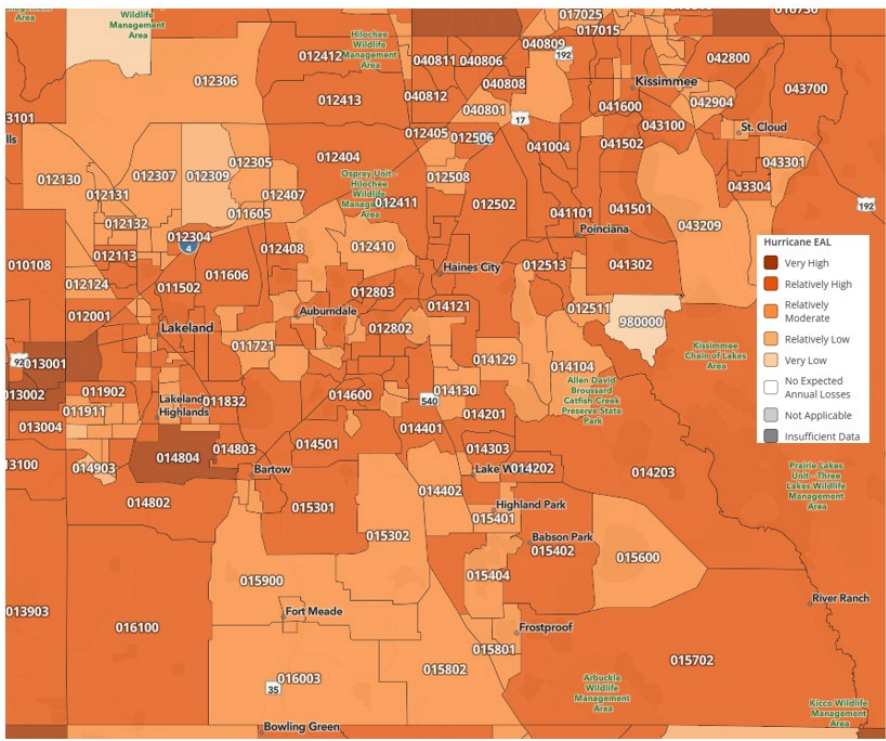 Area
Wildlife
Management
Area
Hilochee
Wildlife
Management
Area
017025
017015
012412
040811
040806
040809
192
042800
012306
040808
Kissimmee
043700
012413
040812
040801
041600
042904
3101
17
043100
St. Cloud
lls
012405
012506
041004
041502
012404
012305
043301
012130
012307
012309
Osprey Unit -
Hilochee
Wildlife
Management
Area
012508
043304
012131
012407
012411
012502
192
011605
041101
041501
012132
043209
Poinciana
012304
4
012408
012410
Hurricane EAL
Very High
Relatively High
Relatively
Moderate
Relatively Low
Very Low
No Expected
Annual Losses
Not Applicable
Insufficient Data
010108
012113
Haines City
012513
041302
011606
012124
011502
012803
014121
012511
012001
Auburndale
980000
Lakeland
012802
011721
Kissimmee
Chain of Lakes
Area
92
013001
014129
014104
Allen David
Broussard
Catfish Creek
Preserve State
Park
013002
011902
011832
014600
540
014130
Lakeland
Highlands
011911
014201
013004
014401
014501
014803
014303
014804
13100
014903
Bartow
Lake W
014202
014203
Prairie Lakes
Unit - Three
Lakes Wildlife
Management
Area
014402
014802
015301
Highland Park
015401
015302
Babson Park
015402
015600
015404
015900
013903
Fort Meade
River Ranch
016100
Frostproof
015801
015702
015802
016003
35
Arbuckle
Wildlife
Management
Area
Kicco Wildlife
Management
Area
Bowling Green